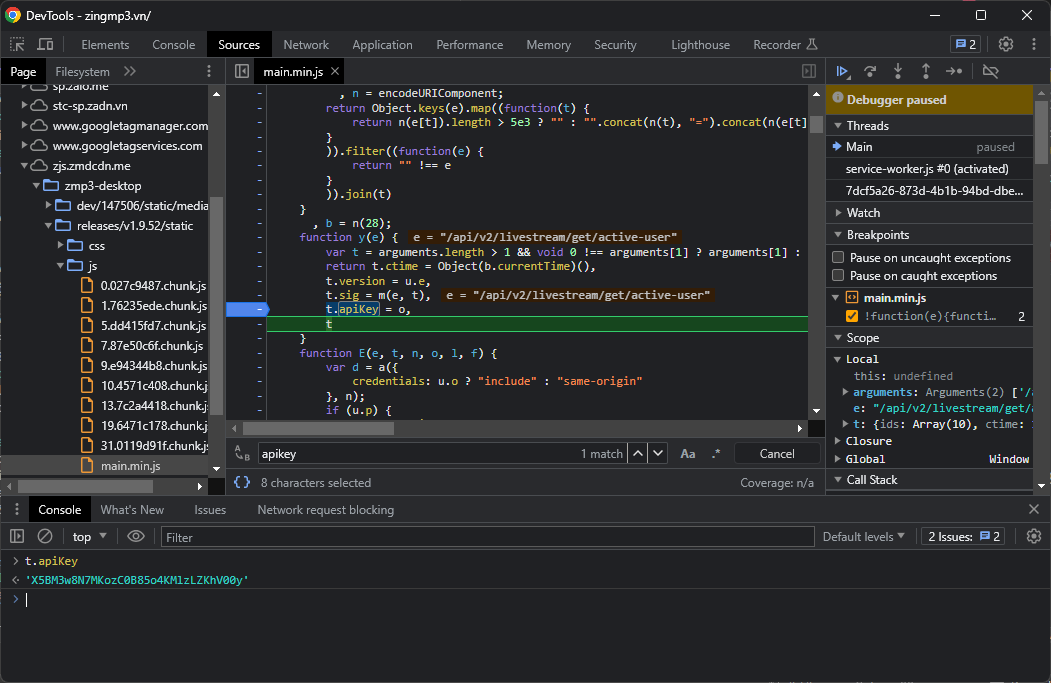 DevTools - zingmp3.vn/
Elements Console Sources Network Application Performance Memory Security Lighthouse Recorder 2
Page Filesystem
main.min.js
sp.zalo.me
stc-sp.zadn.vn
www.googletagmanager.com
www.googletagservices.com
zjs.zmdcdn.me
zmp3-desktop
dev/147506/static/media
releases/v1.9.52/static
css
js
0.027c9487.chunk.js
1.76235ede.chunk.js
5.dd415fd7.chunk.js
7.87e50c6f.chunk.js
9.e94344b8.chunk.js
10.4571c408.chunk.js
13.7c2a4418.chunk.js
19.6471c178.chunk.js
31.0119d91f.chunk.js
main.min.js
, n = encodeURIComponent;
return Object.keys(e).map((function(t) {
return n(e[t]).length > 5e3 ? "" : "".concat(n(t), "=").concat(n(e[t]
}
)).filter((function(e) {
return "" !== e
}
)).join(t)
}
, b = n(28);
function y(e) { e = "/api/v2/livestream/get/active-user"
var t = arguments.length > 1 && void 0 !== arguments[1] ? arguments[1] :
return t.ctime = Object(b.currentTime)(),
t.version = u.e,
t.sig = m(e, t), e = "/api/v2/livestream/get/active-user"
t.apiKey = o,
t
}
function E(e, t, n, o, l, f) {
var d = a({
credentials: u.o ? "include" : "same-origin"
}, n);
if (u.p) {
apikey 1 match Aa .* Cancel
{} 8 characters selected Coverage: n/a
Debugger paused
Threads
Main paused
service-worker.js #0 (activated)
7dcf5a26-873d-4b1b-94bd-dbe...
Watch
Breakpoints
Pause on uncaught exceptions
Pause on caught exceptions
main.min.js
!function(e){functi... 2
Scope
Local
this: undefined
arguments: Arguments(2) ['/a
e: "/api/v2/livestream/get/a
t: {ids: Array(10), ctime:
Closure
Global Window
Call Stack
Console What's New Issues Network request blocking
top Filter Default levels 2 Issues: 2
> t.apiKey
'X5BM3w8N7MKozC0B85o4KMlzLZKhV00y'
>